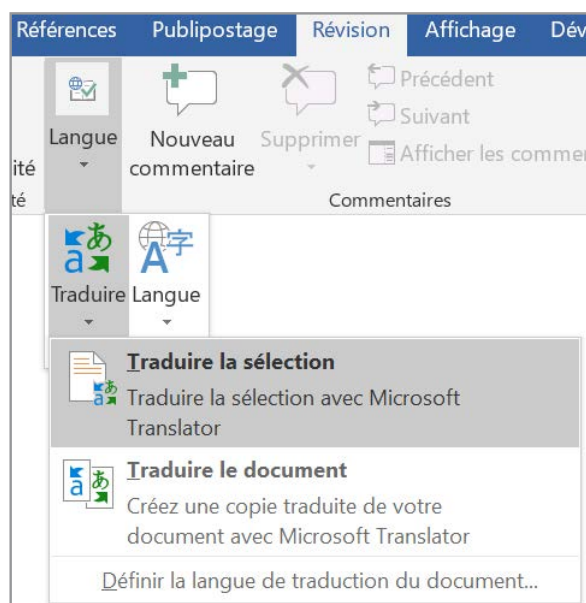 Références Publipostage Révision Affichage Dév
Précédent
Suivant
Langue Nouveau Supprimer
ité commentaire Afficher les commen
té Commentaires
Traduire Langue
Traduire la sélection
Traduire la sélection avec Microsoft
Translator
Traduire le document
Créez une copie traduite de votre
document avec Microsoft Translator
Définir la langue de traduction du document...